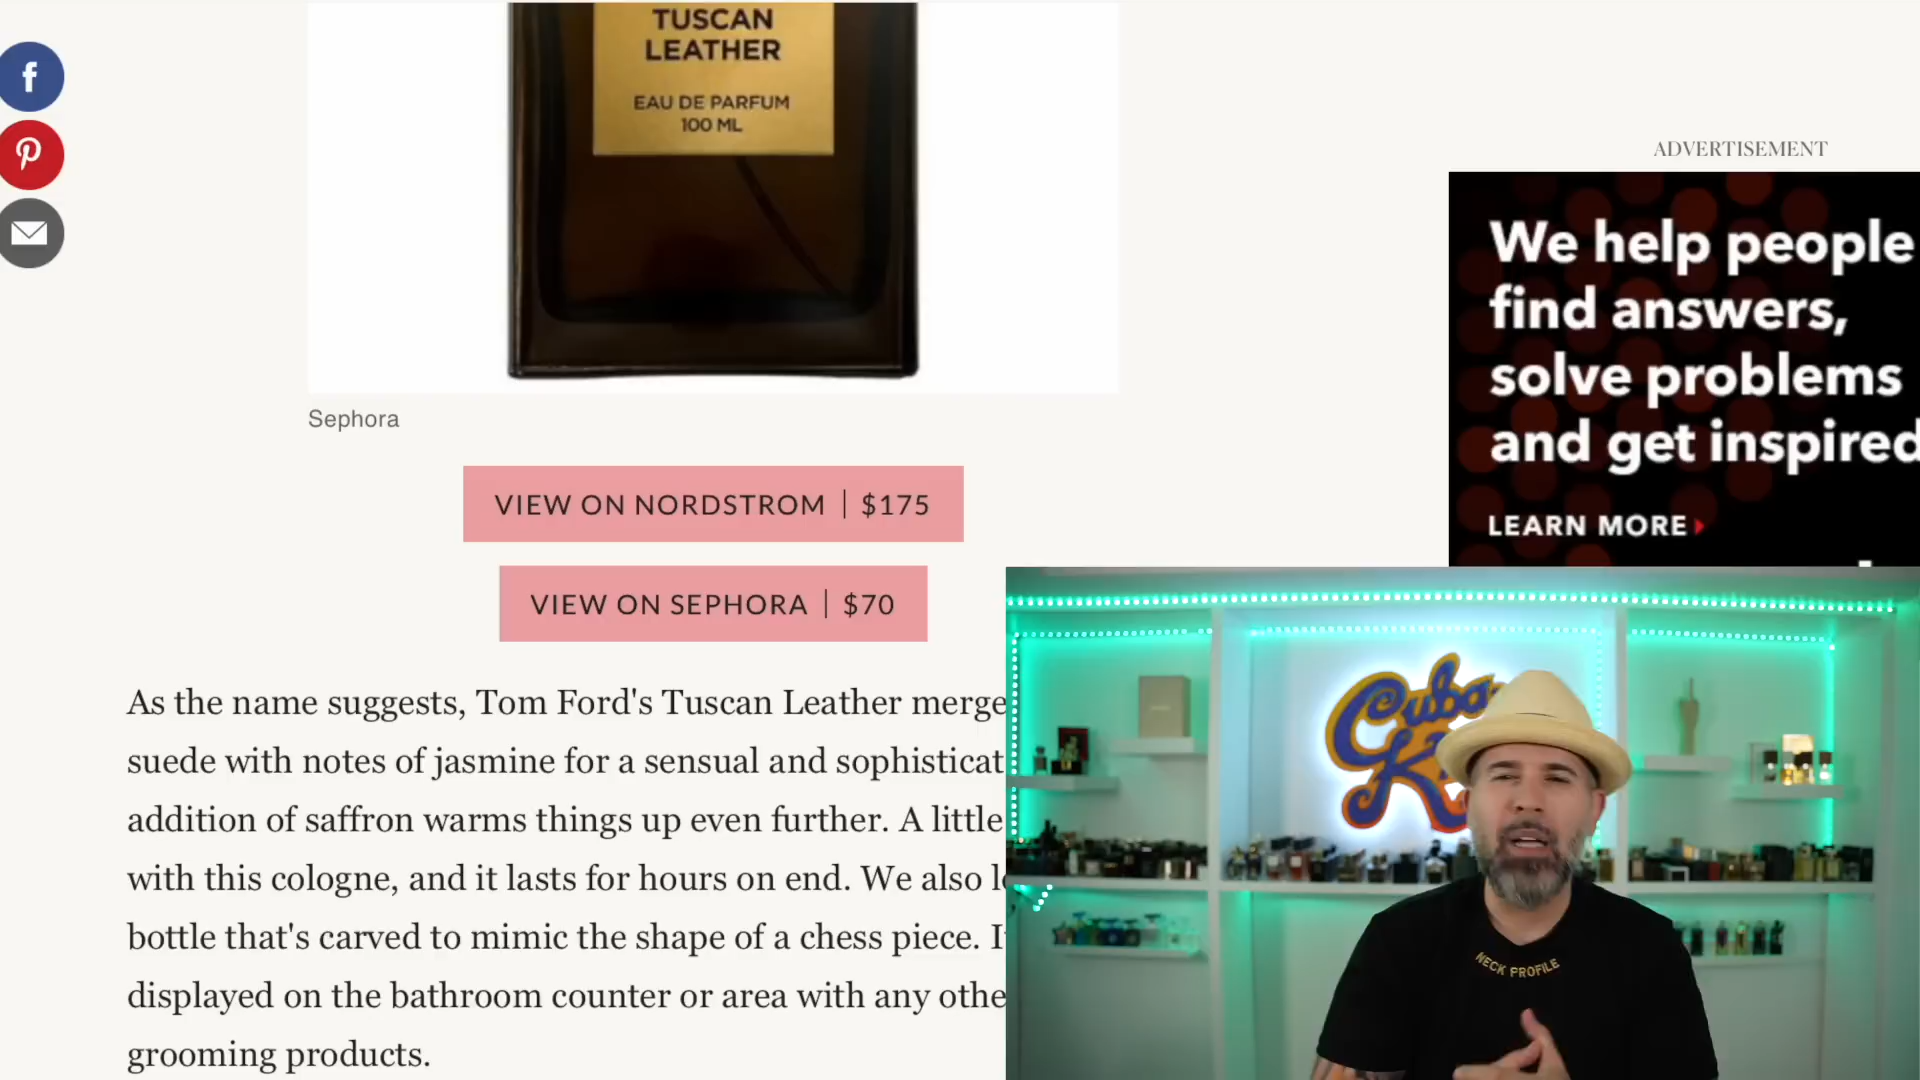 TUSCAN
LEATHER
EAU DE PARFUM
100 ML
Sephora
VIEW ON NORDSTROM | $175
VIEW ON SEPHORA | $70
As the name suggests, Tom Ford's Tuscan Leather merge
suede with notes of jasmine for a sensual and sophisticat
addition of saffron warms things up even further. A little
with this cologne, and it lasts for hours on end. We also l
bottle that's carved to mimic the shape of a chess piece. I
displayed on the bathroom counter or area with any othe
grooming products.
ADVERTISEMENT
We help people
find answers,
solve problems
and get inspired
LEARN MORE
Cuba
K
NECK PROFILE